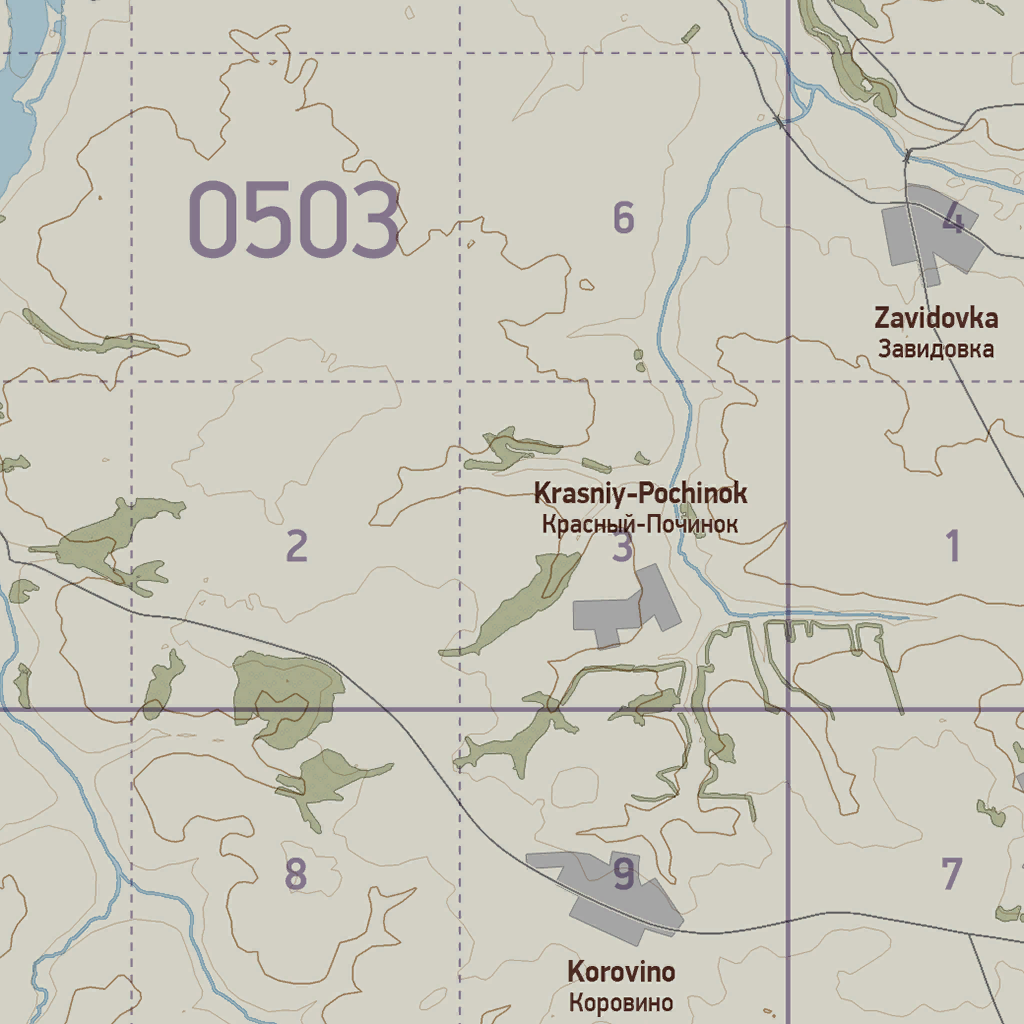 0503
6
4
Zavidovka
Завидовка
Krasniy-Pochinok
Красный-Починок
2
3
1
8
9
7
Korovino
Коровино